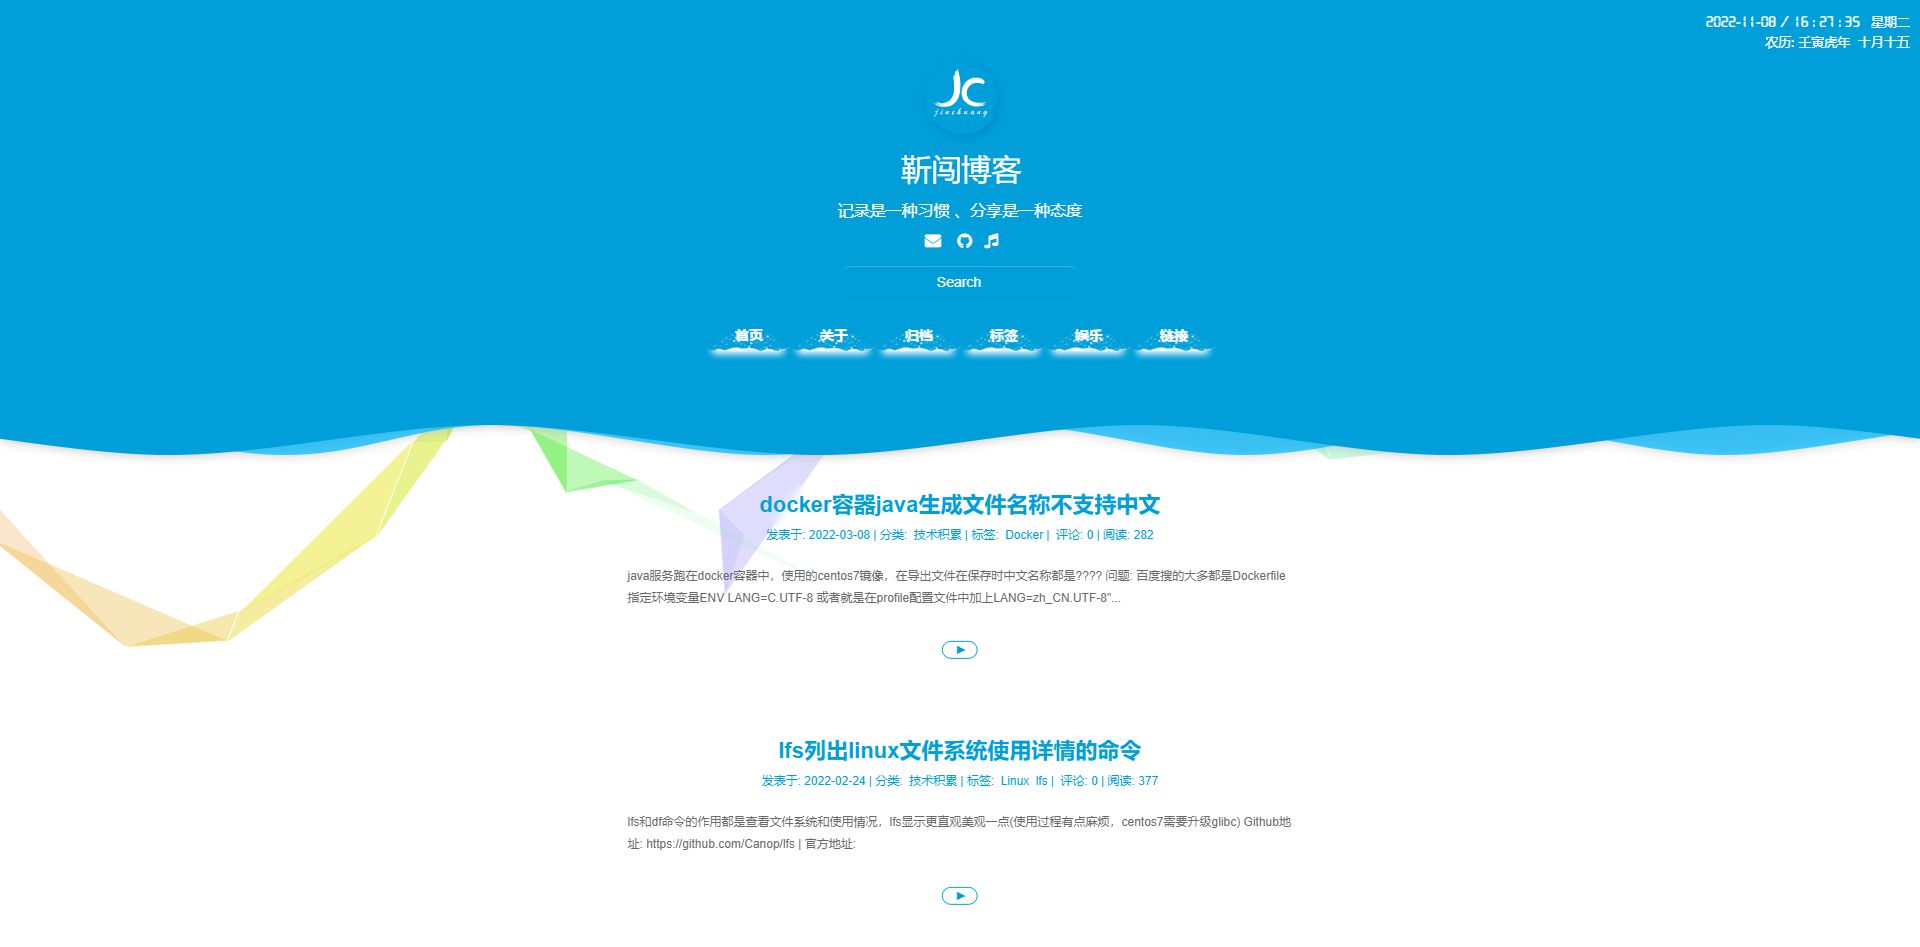 2022-11-08 / 16 : 27 : 35 星期二
农历: 壬寅虎年 十月十五
JC
jinchuang
靳闯博客
记录是一种习惯 、分享是一种态度
Search
首页 关于 归档 标签 娱乐 链接
docker容器java生成文件名称不支持中文
发表于: 2022-03-08 | 分类: 技术积累 | 标签: Docker | 评论: 0 | 阅读: 282
java服务跑在docker容器中，使用的centos7镜像，在导出文件在保存时中文名称都是???? 问题: 百度搜的大多都是Dockerfile
指定环境变量ENV LANG=C.UTF-8 或者就是在profile配置文件中加上LANG=zh_CN.UTF-8"...
lfs列出linux文件系统使用详情的命令
发表于: 2022-02-24 | 分类: 技术积累 | 标签: Linux lfs | 评论: 0 | 阅读: 377
lfs和df命令的作用都是查看文件系统和使用情况，lfs显示更直观美观一点(使用过程有点麻烦，centos7需要升级glibc) Github地
址: https://github.com/Canop/lfs | 官方地址: